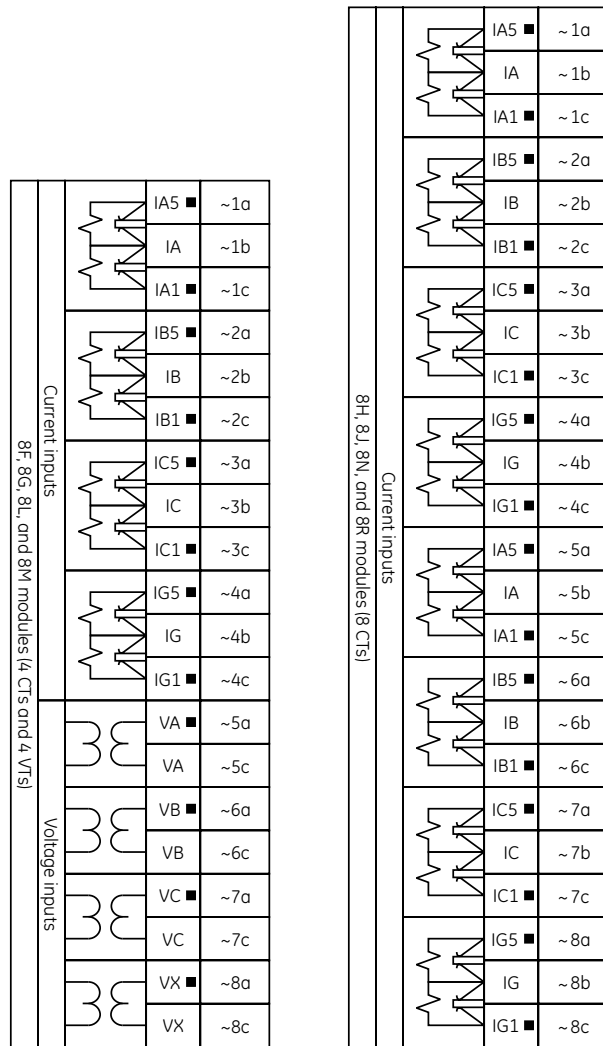 8F, 8G, 8L, and 8M modules (4 CTs and 4 VTs)
Current inputs
IA5 ■ ~1a
IA ~1b
IA1 ■ ~1c
IB5 ■ ~2a
IB ~2b
IB1 ■ ~2c
IC5 ■ ~3a
IC ~3b
IC1 ■ ~3c
IG5 ■ ~4a
IG ~4b
IG1 ■ ~4c
Voltage inputs
VA ■ ~5a
VA ~5c
VB ■ ~6a
VB ~6c
VC ■ ~7a
VC ~7c
VX ■ ~8a
VX ~8c
8H, 8J, 8N, and 8R modules (8 CTs)
Current inputs
IA5 ■ ~1a
IA ~1b
IA1 ■ ~1c
IB5 ■ ~2a
IB ~2b
IB1 ■ ~2c
IC5 ■ ~3a
IC ~3b
IC1 ■ ~3c
IG5 ■ ~4a
IG ~4b
IG1 ■ ~4c
IA5 ■ ~5a
IA ~5b
IA1 ■ ~5c
IB5 ■ ~6a
IB ~6b
IB1 ■ ~6c
IC5 ■ ~7a
IC ~7b
IC1 ■ ~7c
IG5 ■ ~8a
IG ~8b
IG1 ■ ~8c